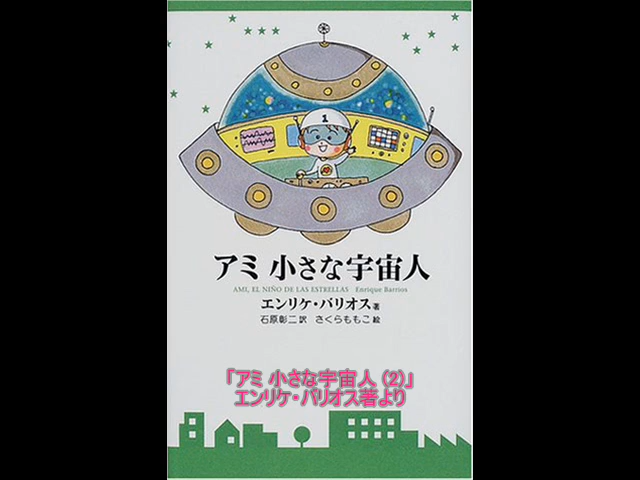 1
アミ 小さな宇宙人
AMI, EL NIÑO DE LAS ESTRELLAS Enrique Barrios
エンリケ・バリオス 著
石原彰二 訳 さくらももこ 絵
「アミ 小さな宇宙人 (2)」
エンリケ・バリオス著より